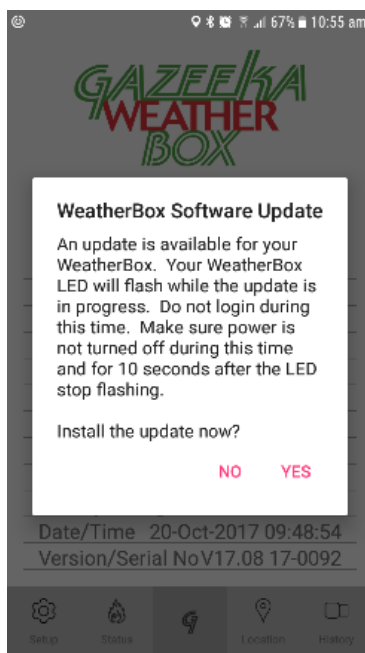 67% 10:55 am
GAZEEKA
WEATHER
BOX
WeatherBox Software Update
An update is available for your
WeatherBox.  Your WeatherBox
LED will flash while the update is
in progress.  Do not login during
this time.  Make sure power is
not turned off during this time
and for 10 seconds after the LED
stop flashing.
Install the update now?
NO YES
Date/Time 20-Oct-2017 09:48:54
Version/Serial No V17.08 17-0092
G
Setup Status Location History